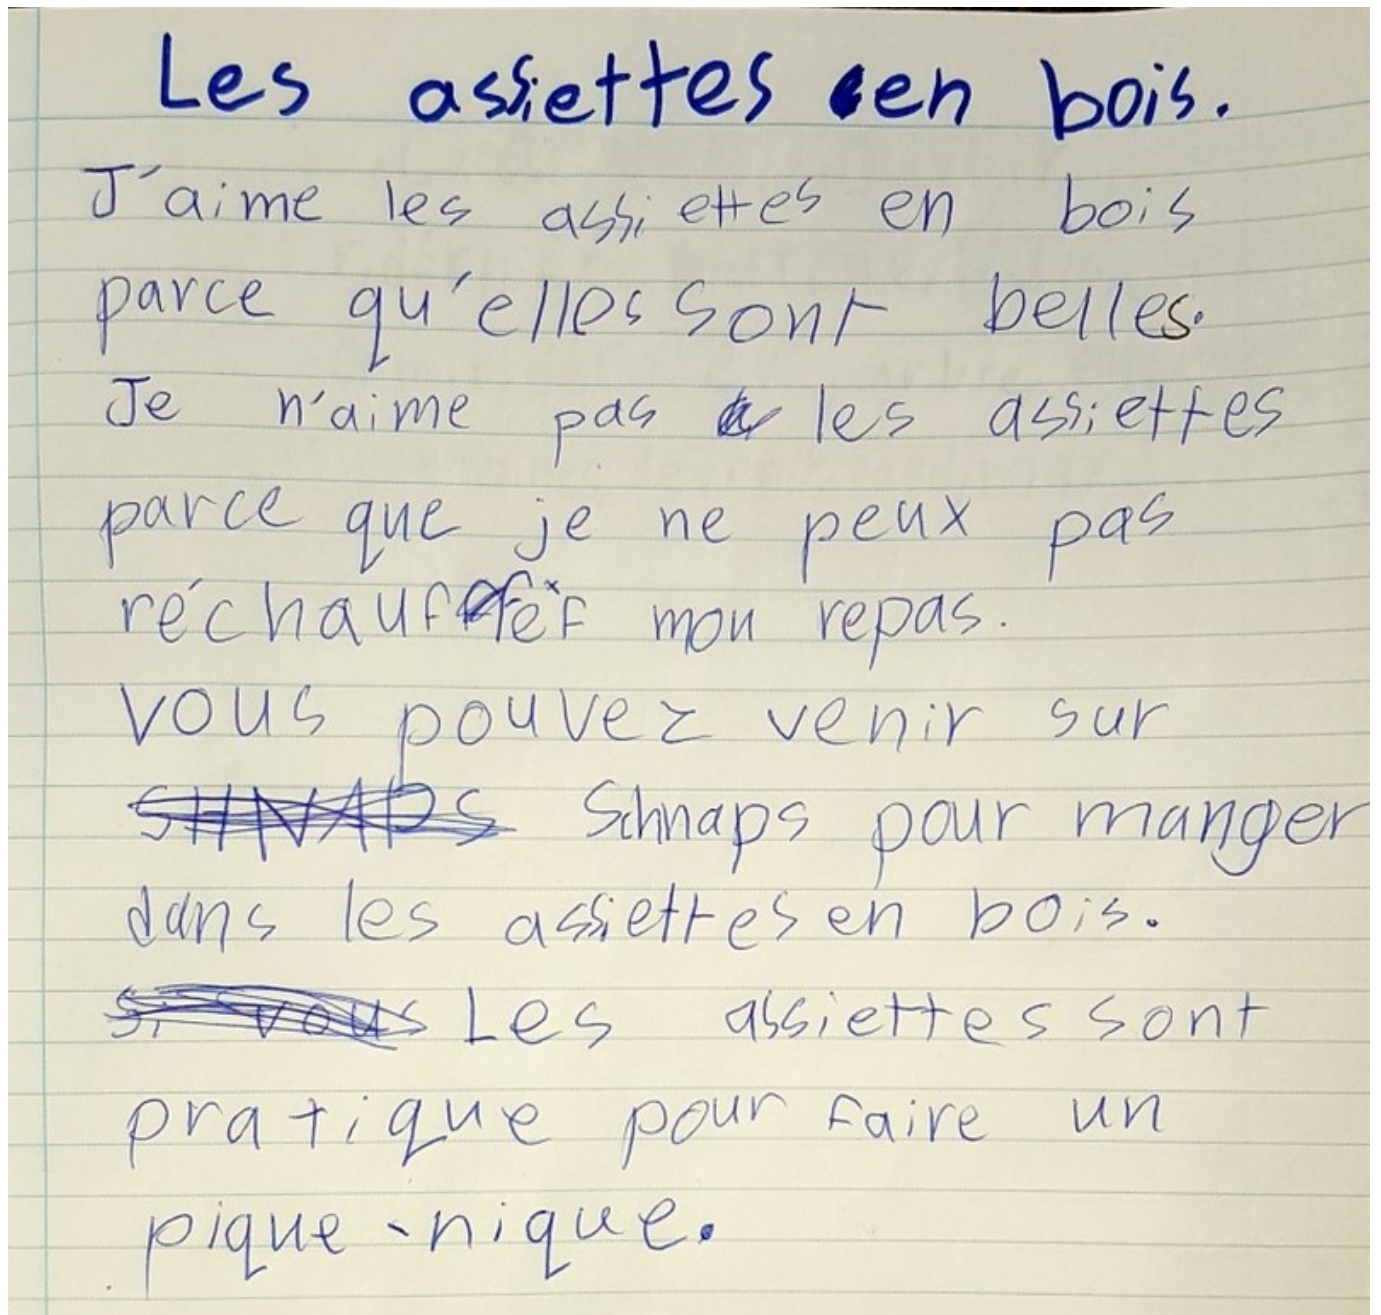 Les assiettes en bois.
J'aime les assiettes en bois
parce qu'elles sont belles.
Je n'aime pas les assiettes
parce que je ne peux pas
réchauffer mon repas.
vous pouvez venir sur
Schnaps pour manger
dans les assiettes en bois.
Les assiettes sont
pratique pour faire un
pique-nique.